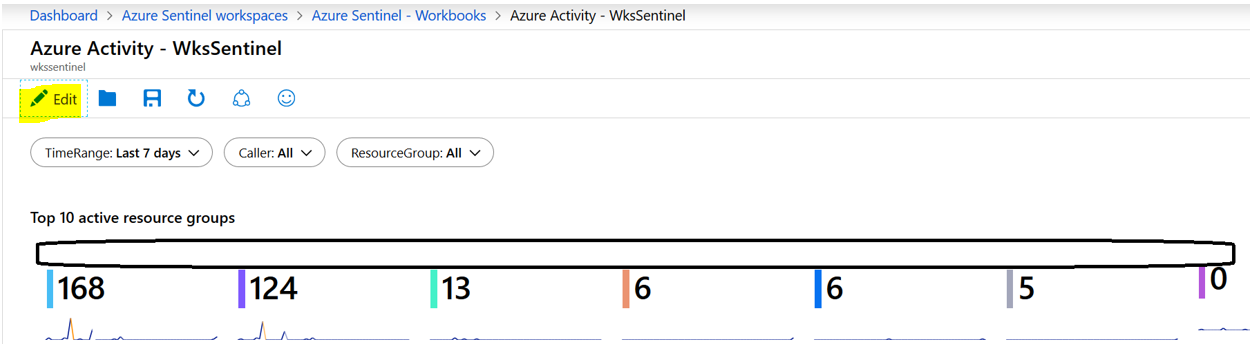 Dashboard > Azure Sentinel workspaces > Azure Sentinel - Workbooks > Azure Activity - WksSentinel
Azure Activity - WksSentinel
wkssentinel
Edit
TimeRange: Last 7 days Caller: All ResourceGroup: All
Top 10 active resource groups
168 124 13 6 6 5 0